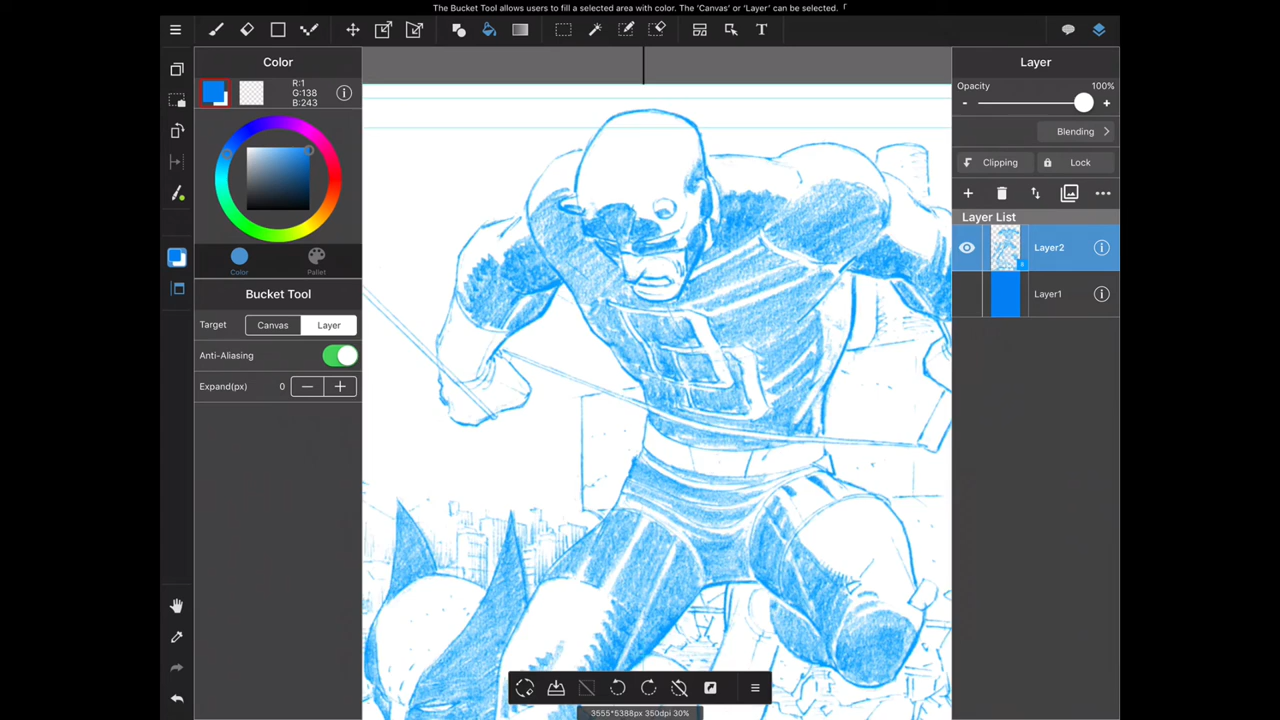 The Bucket Tool allows users to fill a selected area with color. The 'Canvas' or 'Layer' can be selected.
Color
R:1
G:138
B:243
Color
Pallet
Bucket Tool
Target
Canvas
Layer
Anti-Aliasing
Expand(px)
0
Layer
Opacity
100%
Blending
Clipping
Lock
Layer List
Layer2
Layer1
3555*5388px 350dpi 30%